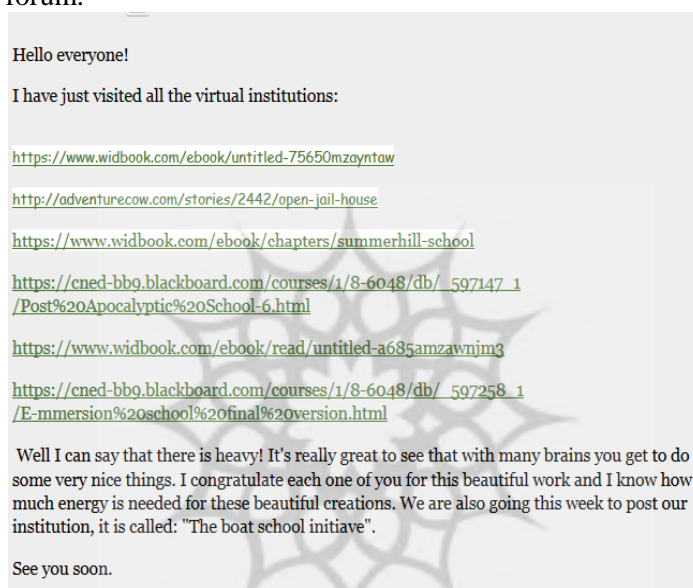 forum.
Hello everyone!
I have just visited all the virtual institutions:
https://www.widbook.com/ebook/untitled-75650mzayntaw
http://adventurecow.com/stories/2442/open-jail-house
https://www.widbook.com/ebook/chapters/summerhill-school
https://cned-bb9.blackboard.com/courses/1/8-6048/db/_597147_1
/Post%20Apocalyptic%20School-6.html
https://www.widbook.com/ebook/read/untitled-a685amzawnjm3
https://cned-bb9.blackboard.com/courses/1/8-6048/db/_597258_1
/E-mmersion%20school%20final%20version.html
Well I can say that there is heavy! It's really great to see that with many brains you get to do
some very nice things. I congratulate each one of you for this beautiful work and I know how
much energy is needed for these beautiful creations. We are also going this week to post our
institution, it is called: "The boat school initiave".
See you soon.